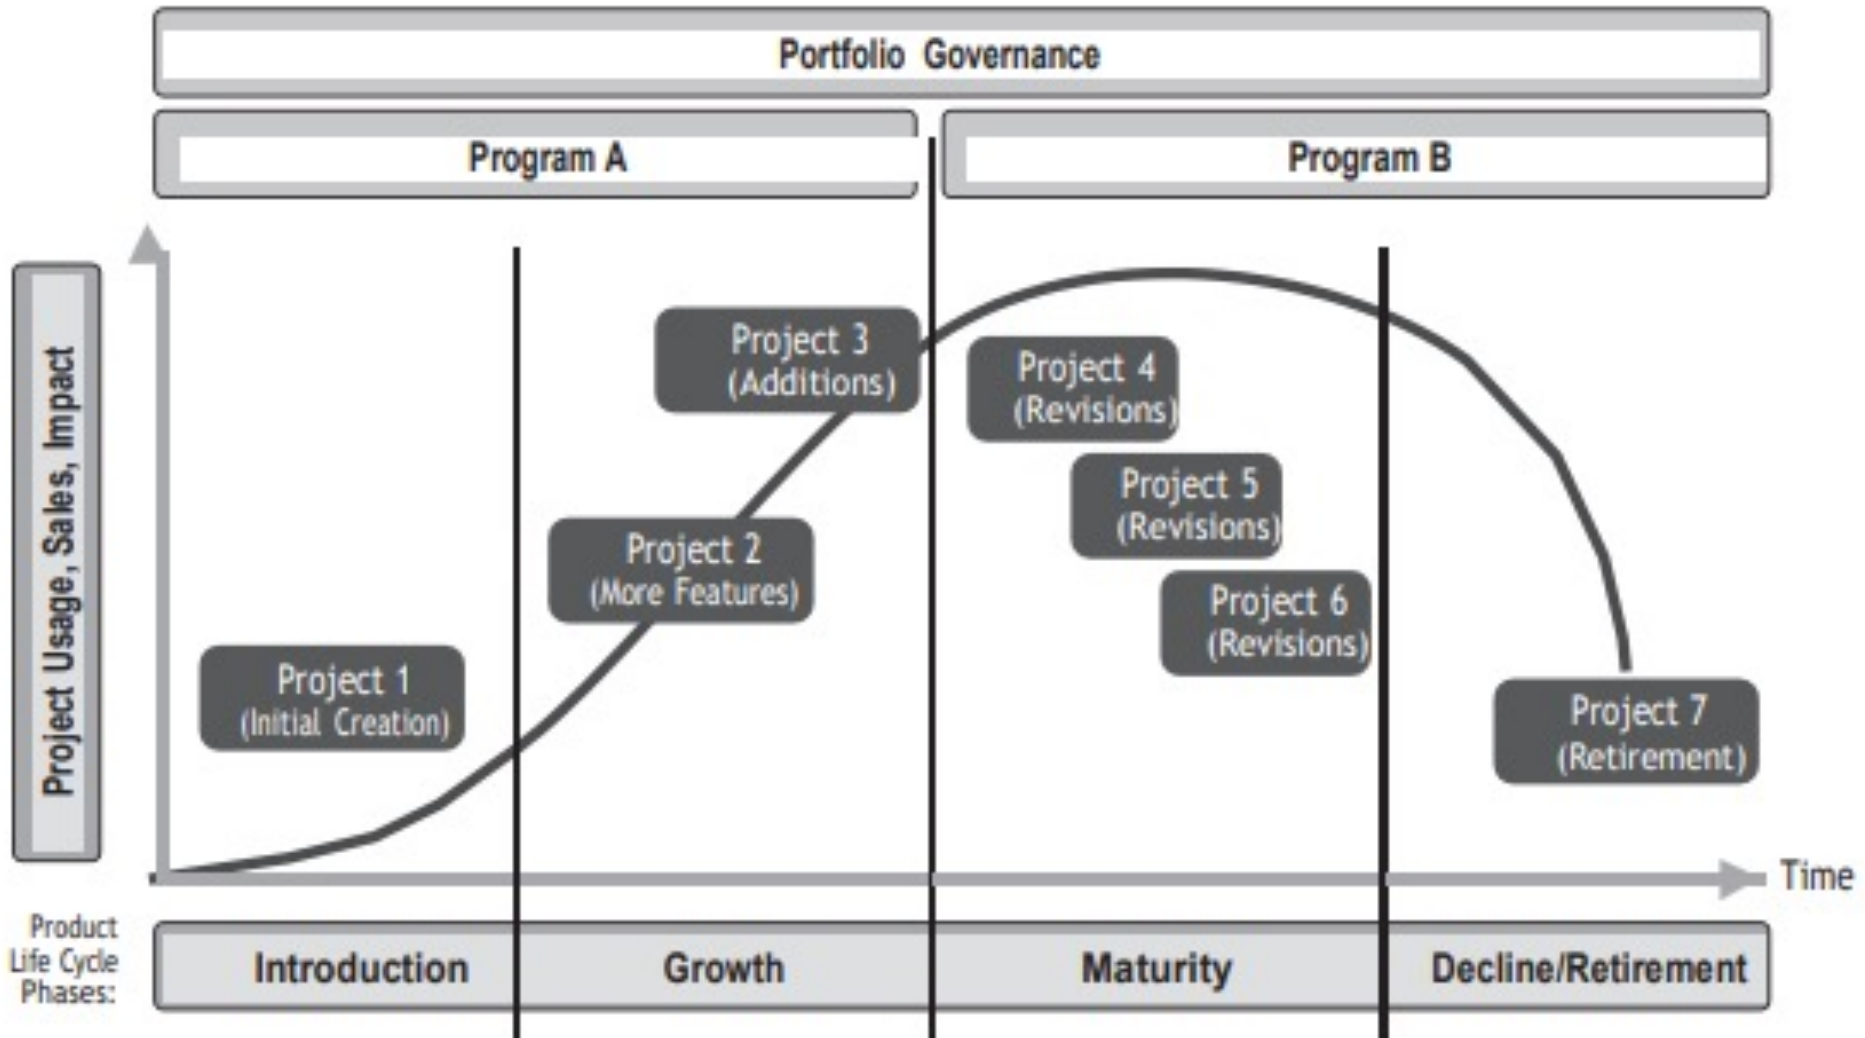 Portfolio Governance
Program A
Program B
Project Usage, Sales, Impact
Project 3
(Additions)
Project 4
(Revisions)
Project 5
(Revisions)
Project 2
(More Features)
Project 6
(Revisions)
Project 1
(Initial Creation)
Project 7
(Retirement)
Time
Product
Life Cycle
Phases:
Introduction
Growth
Maturity
Decline/Retirement